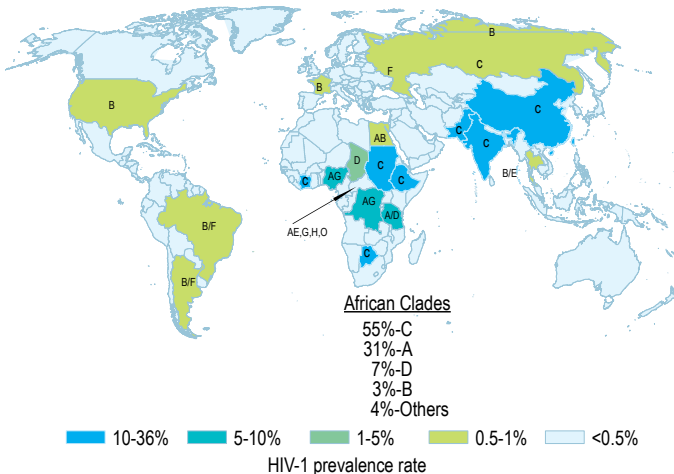 B
C
F
B
B
C
C
C
AB
D
C
C
AG
C
B/E
AG
A/D
AE,G,H,O
B/F
C
B/F
African Clades
55%-C
31%-A
7%-D
3%-B
4%-Others
10-36% 5-10% 1-5% 0.5-1% <0.5%
HIV-1 prevalence rate